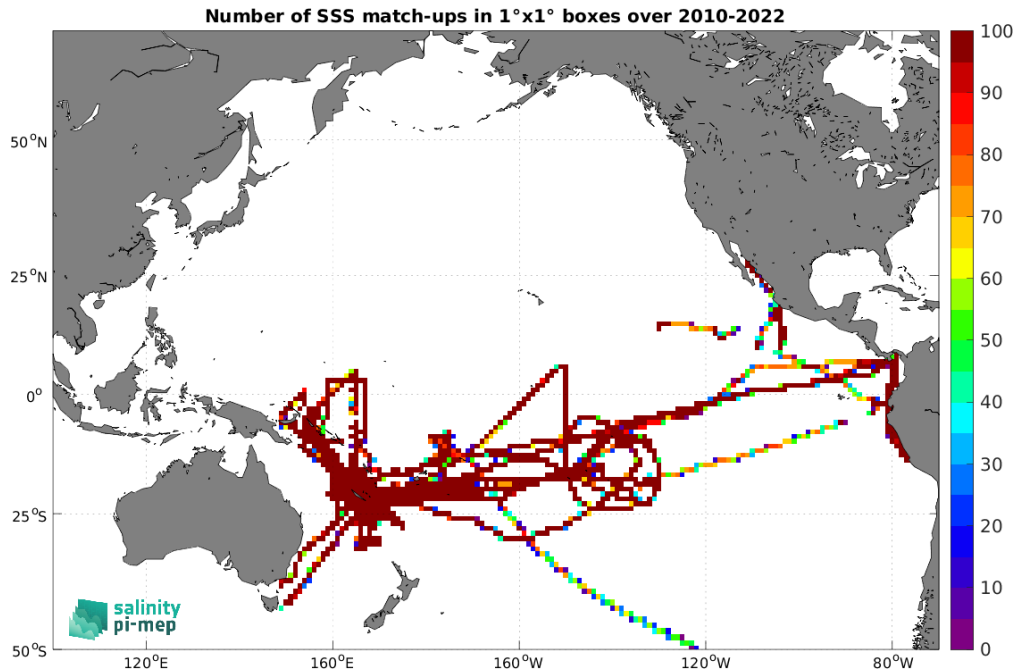 Number of SSS match-ups in 1°x1° boxes over 2010-2022
100
90
80
70
60
50
40
30
20
10
0
50°N
25°N
0°
25°S
50°S
120°E
160°E
160°W
120°W
80°W
salinity
pi-mep